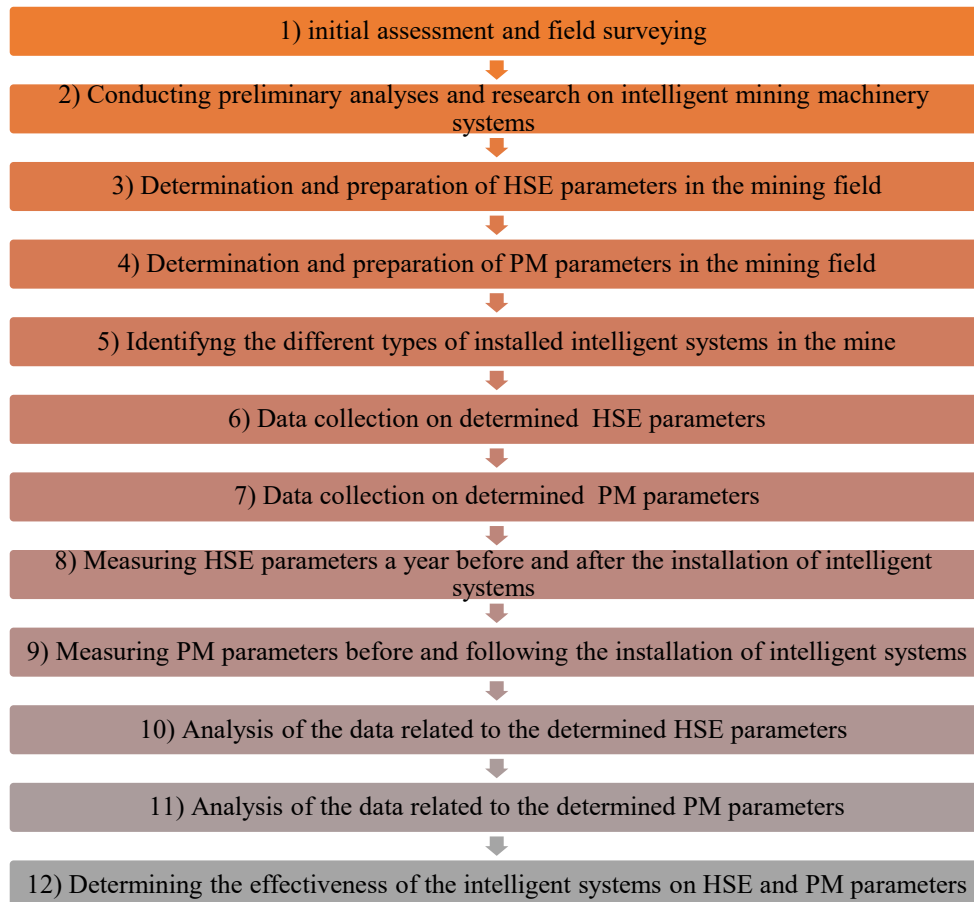 1) initial assessment and field surveying
2) Conducting preliminary analyses and research on intelligent mining machinery
systems
3) Determination and preparation of HSE parameters in the mining field
4) Determination and preparation of PM parameters in the mining field
5) Identifyng the different types of installed intelligent systems in the mine
6) Data collection on determined HSE parameters
7) Data collection on determined PM parameters
8) Measuring HSE parameters a year before and after the installation of intelligent
systems
9) Measuring PM parameters before and following the installation of intelligent systems
10) Analysis of the data related to the determined HSE parameters
11) Analysis of the data related to the determined PM parameters
12) Determining the effectiveness of the intelligent systems on HSE and PM parameters